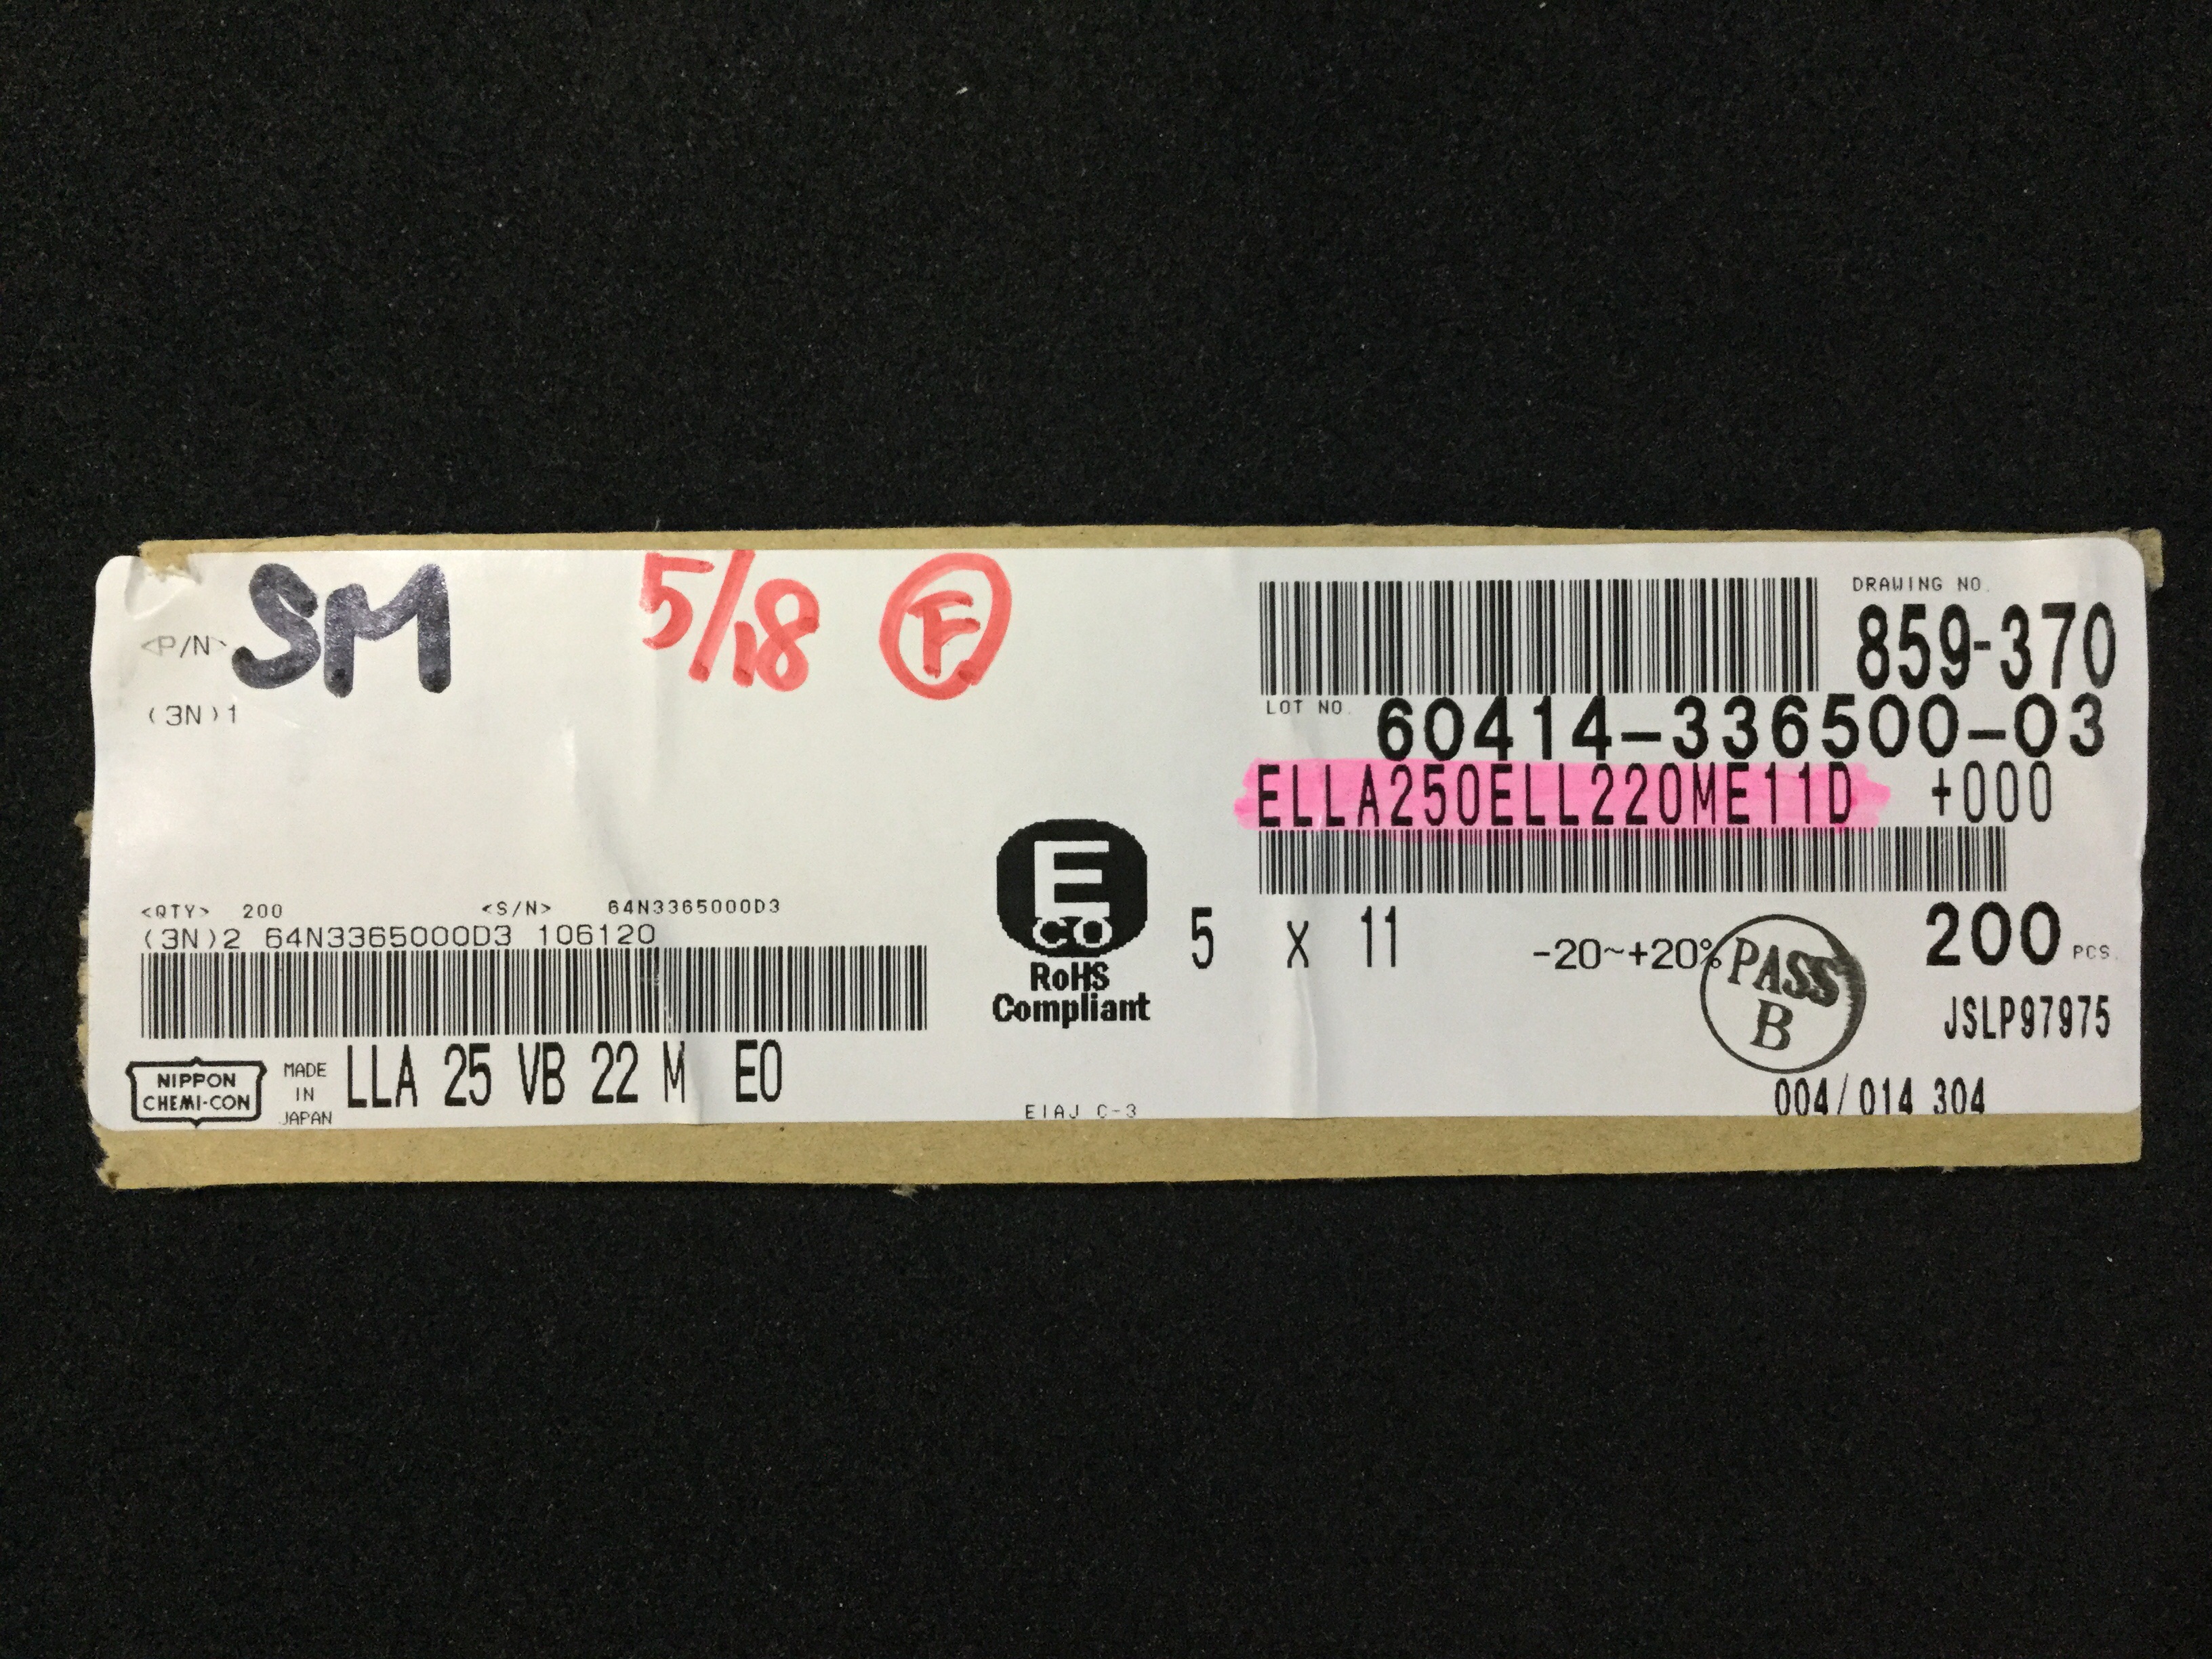 SM 5/18 F.
<P/N>
(3N)1
DRAWING NO.
859-370
LOT NO. 60414-336500-03
ELLA250ELL220ME11D +000
<QTY> 200 <S/N> 64N3365000D3
(3N)2 64N3365000D3 106120
E
CO
RoHS
Compliant
5 x 11 -20~+20% 200 PCS.
PASS
B
JSLP97975
NIPPON
CHEMI-CON
MADE
IN
JAPAN
LLA 25 VB 22 M E0
EIAJ C-3
004/014 304